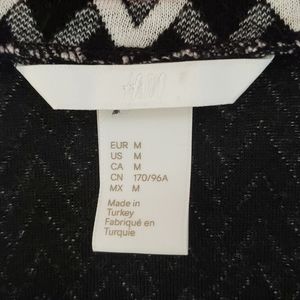 H&M
EUR M
US M
CA M
CN 170/96A
MX M
Made in
Turkey
Fabriqué en
Turquie